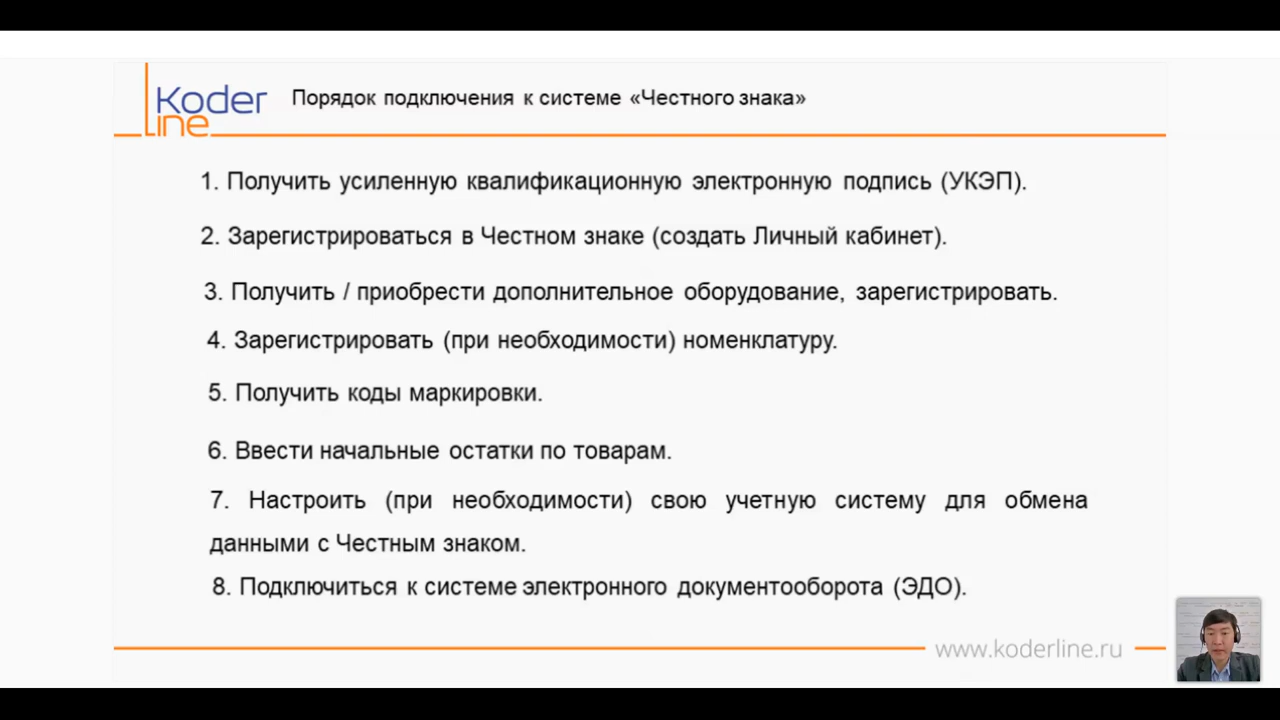 Koder
line
Порядок подключения к системе «Честного знака»
1. Получить усиленную квалификационную электронную подпись (УКЭП).
2. Зарегистрироваться в Честном знаке (создать Личный кабинет).
3. Получить / приобрести дополнительное оборудование, зарегистрировать.
4. Зарегистрировать (при необходимости) номенклатуру.
5. Получить коды маркировки.
6. Ввести начальные остатки по товарам.
7. Настроить (при необходимости) свою учетную систему для обмена
данными с Честным знаком.
8. Подключиться к системе электронного документооборота (ЭДО).
www.koderline.ru